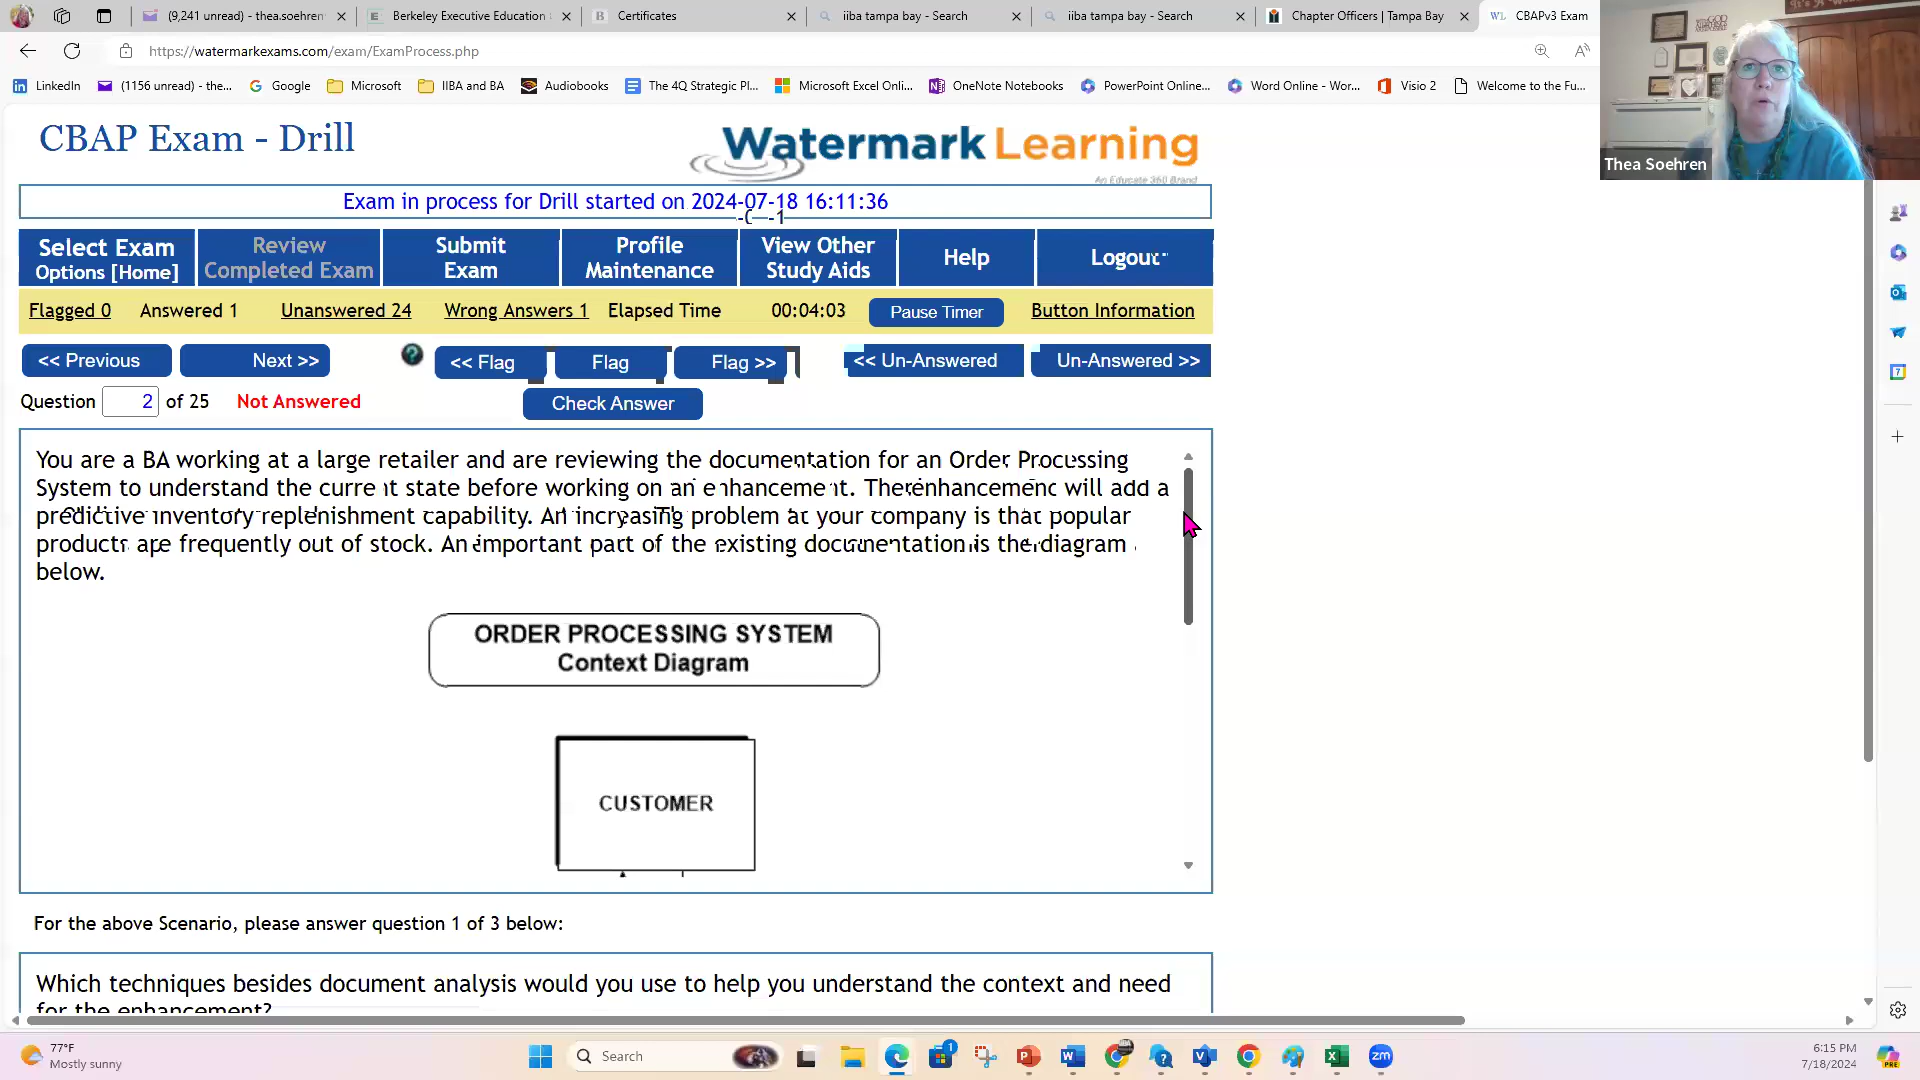 (9,241 unread) - thea.soehren
Berkeley Executive Education
Certificates
iiba tampa bay - Search
iiba tampa bay - Search
Chapter Officers | Tampa Bay
CBAPv3 Exam
https://watermarkexams.com/exam/ExamProcess.php
LinkedIn
(1156 unread) - the...
Google
Microsoft
IIBA and BA
Audiobooks
The 4Q Strategic Pl...
Microsoft Excel Onli...
OneNote Notebooks
PowerPoint Online...
Word Online - Wor...
Visio 2
Welcome to the Fu...
Thea Soehren
CBAP Exam - Drill
Watermark Learning
An Educate 360 Brand
Exam in process for Drill started on 2024-07-18 16:11:36
Select Exam
Options [Home]
Review
Completed Exam
Submit
Exam
Profile
Maintenance
View Other
Study Aids
Help
Logout
Flagged 0
Answered 1
Unanswered 24
Wrong Answers 1
Elapsed Time
00:04:03
Pause Timer
Button Information
<< Previous
Next >>
<< Flag
Flag
Flag >>
<< Un-Answered
Un-Answered >>
Question 2 of 25
Not Answered
Check Answer
You are a BA working at a large retailer and are reviewing the documentation for an Order Processing
System to understand the current state before working on an enhancement. The enhancement will add a
predictive inventory replenishment capability. An increasing problem at your company is that popular
products are frequently out of stock. An important part of the existing documentation is the diagram
below.
ORDER PROCESSING SYSTEM
Context Diagram
CUSTOMER
For the above Scenario, please answer question 1 of 3 below:
Which techniques besides document analysis would you use to help you understand the context and need
for the enhancement?
77°F
Mostly sunny
Search
6:15 PM
7/18/2024